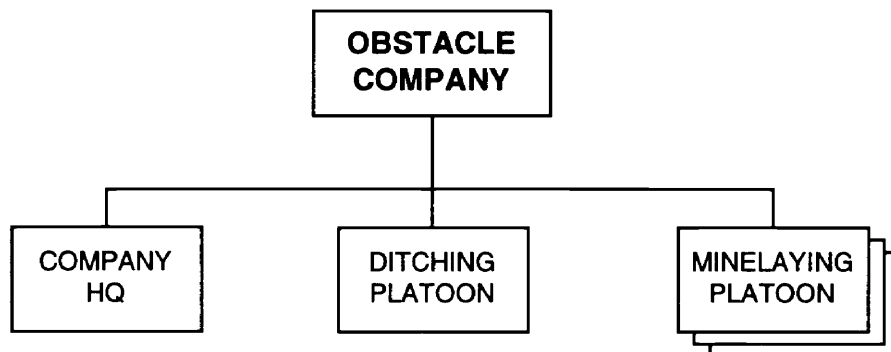 OBSTACLE
COMPANY
COMPANY
HQ
DITCHING
PLATOON
MINELAYING
PLATOON